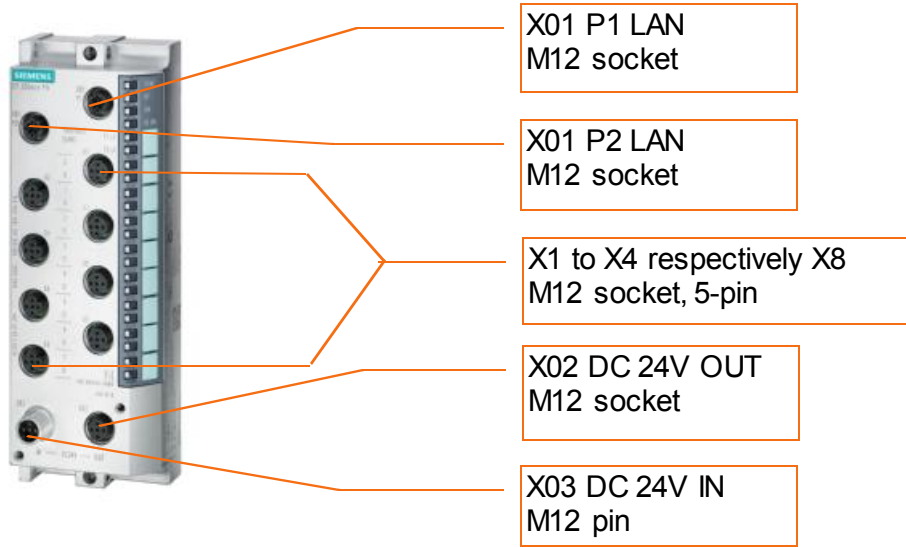 SIEMENS
X01 P1 LAN
M12 socket
X01 P2 LAN
M12 socket
X1 to X4 respectively X8
M12 socket, 5-pin
X02 DC 24V OUT
M12 socket
X03 DC 24V IN
M12 pin